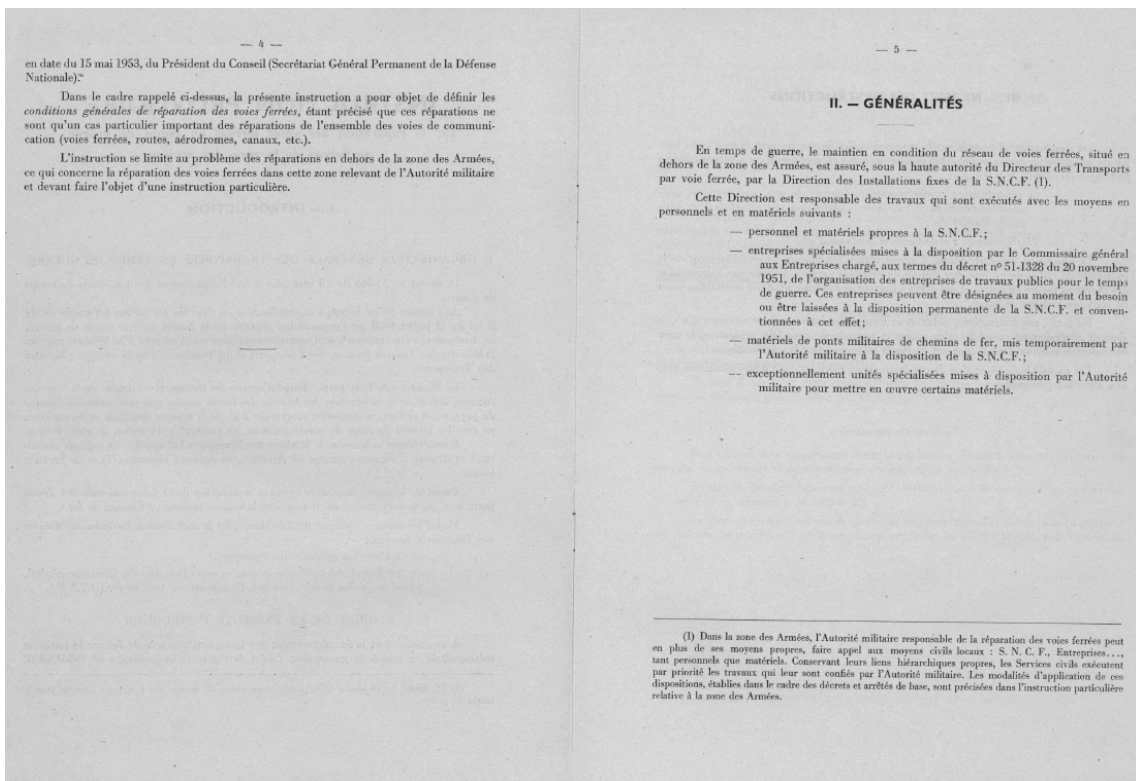 — 4 —
en date du 15 mai 1953, du Président du Conseil (Secrétariat Général Permanent de la Défense
Nationale)."
Dans le cadre rappelé ci-dessus, la présente instruction a pour objet de définir les
conditions générales de réparation des voies ferrées, étant précisé que ces réparations ne
sont qu'un cas particulier important des réparations de l'ensemble des voies de communi-
cation (voies ferrées, routes, aérodromes, canaux, etc.).
L'instruction se limite au problème des réparations en dehors de la zone des Armées,
ce qui concerne la réparation des voies ferrées dans cette zone relevant de l'Autorité militaire
et devant faire l'objet d'une instruction particulière.
— 5 —
II. — GÉNÉRALITÉS
En temps de guerre, le maintien en condition du réseau de voies ferrées, situé en
dehors de la zone des Armées, est assuré, sous la haute autorité du Directeur des Transports
par voie ferrée, par la Direction des Installations fixes de la S.N.C.F. (1).
Cette Direction est responsable des travaux qui sont exécutés avec les moyens en
personnels et en matériels suivants :
— personnel et matériels propres à la S.N.C.F.;
— entreprises spécialisées mises à la disposition par le Commissaire général
aux Entreprises chargé, aux termes du décret nº 51-1328 du 20 novembre
1951, de l'organisation des entreprises de travaux publics pour le temps
de guerre. Ces entreprises peuvent être désignées au moment du besoin
ou être laissées à la disposition permanente de la S.N.C.F. et conven-
tionnées à cet effet;
— matériels de ponts militaires de chemins de fer, mis temporairement par
l'Autorité militaire à la disposition de la S.N.C.F.;
— exceptionnellement unités spécialisées mises à disposition par l'Autorité
militaire pour mettre en œuvre certains matériels.
(1) Dans la zone des Armées, l'Autorité militaire responsable de la réparation des voies ferrées peut
en plus de ses moyens propres, faire appel aux moyens civils locaux : S. N. C. F., Entreprises...,
tant personnels que matériels. Conservant leurs liens hiérarchiques propres, les Services civils exécutent
par priorité les travaux qui leur sont confiés par l'Autorité militaire. Les modalités d'application de ces
dispositions, établies dans le cadre des décrets et arrêtés de base, sont précisées dans l'instruction particulière
relative à la zone des Armées.